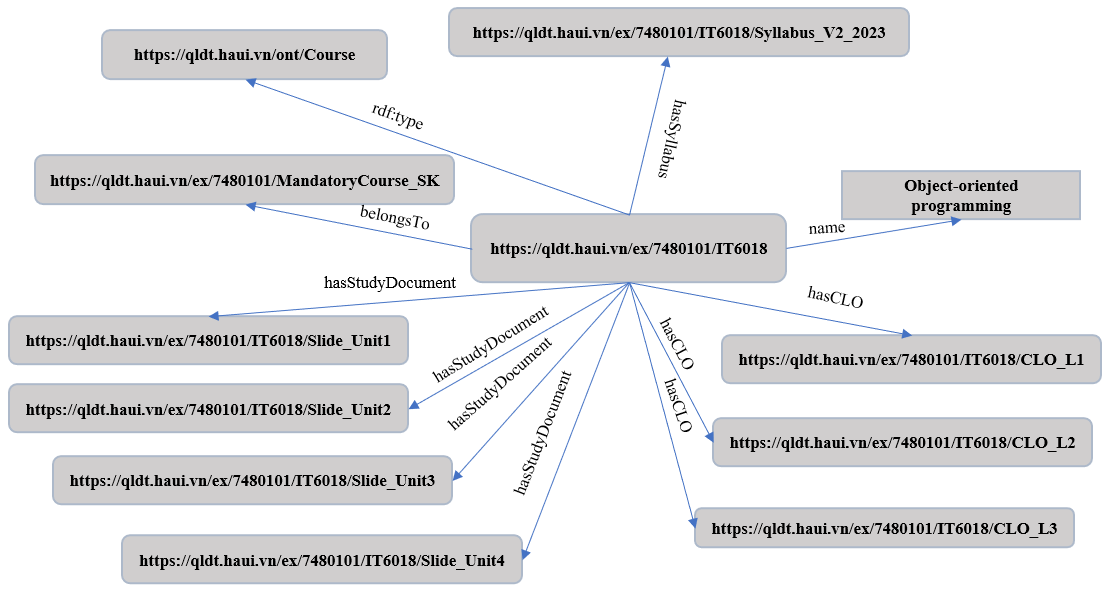 https://qldt.haui.vn/ex/7480101/IT6018/Syllabus_V2_2023
https://qldt.haui.vn/ont/Course
rdf:type
hasSyllabus
https://qldt.haui.vn/ex/7480101/MandatoryCourse_SK
Object-oriented
programming
belongsTo
name
https://qldt.haui.vn/ex/7480101/IT6018
hasStudyDocument
hasCLO
https://qldt.haui.vn/ex/7480101/IT6018/Slide_Unit1
hasStudyDocument
hasCLO
https://qldt.haui.vn/ex/7480101/IT6018/CLO_L1
https://qldt.haui.vn/ex/7480101/IT6018/Slide_Unit2
hasStudyDocument
hasCLO
https://qldt.haui.vn/ex/7480101/IT6018/CLO_L2
hasStudyDocument
https://qldt.haui.vn/ex/7480101/IT6018/Slide_Unit3
https://qldt.haui.vn/ex/7480101/IT6018/CLO_L3
https://qldt.haui.vn/ex/7480101/IT6018/Slide_Unit4